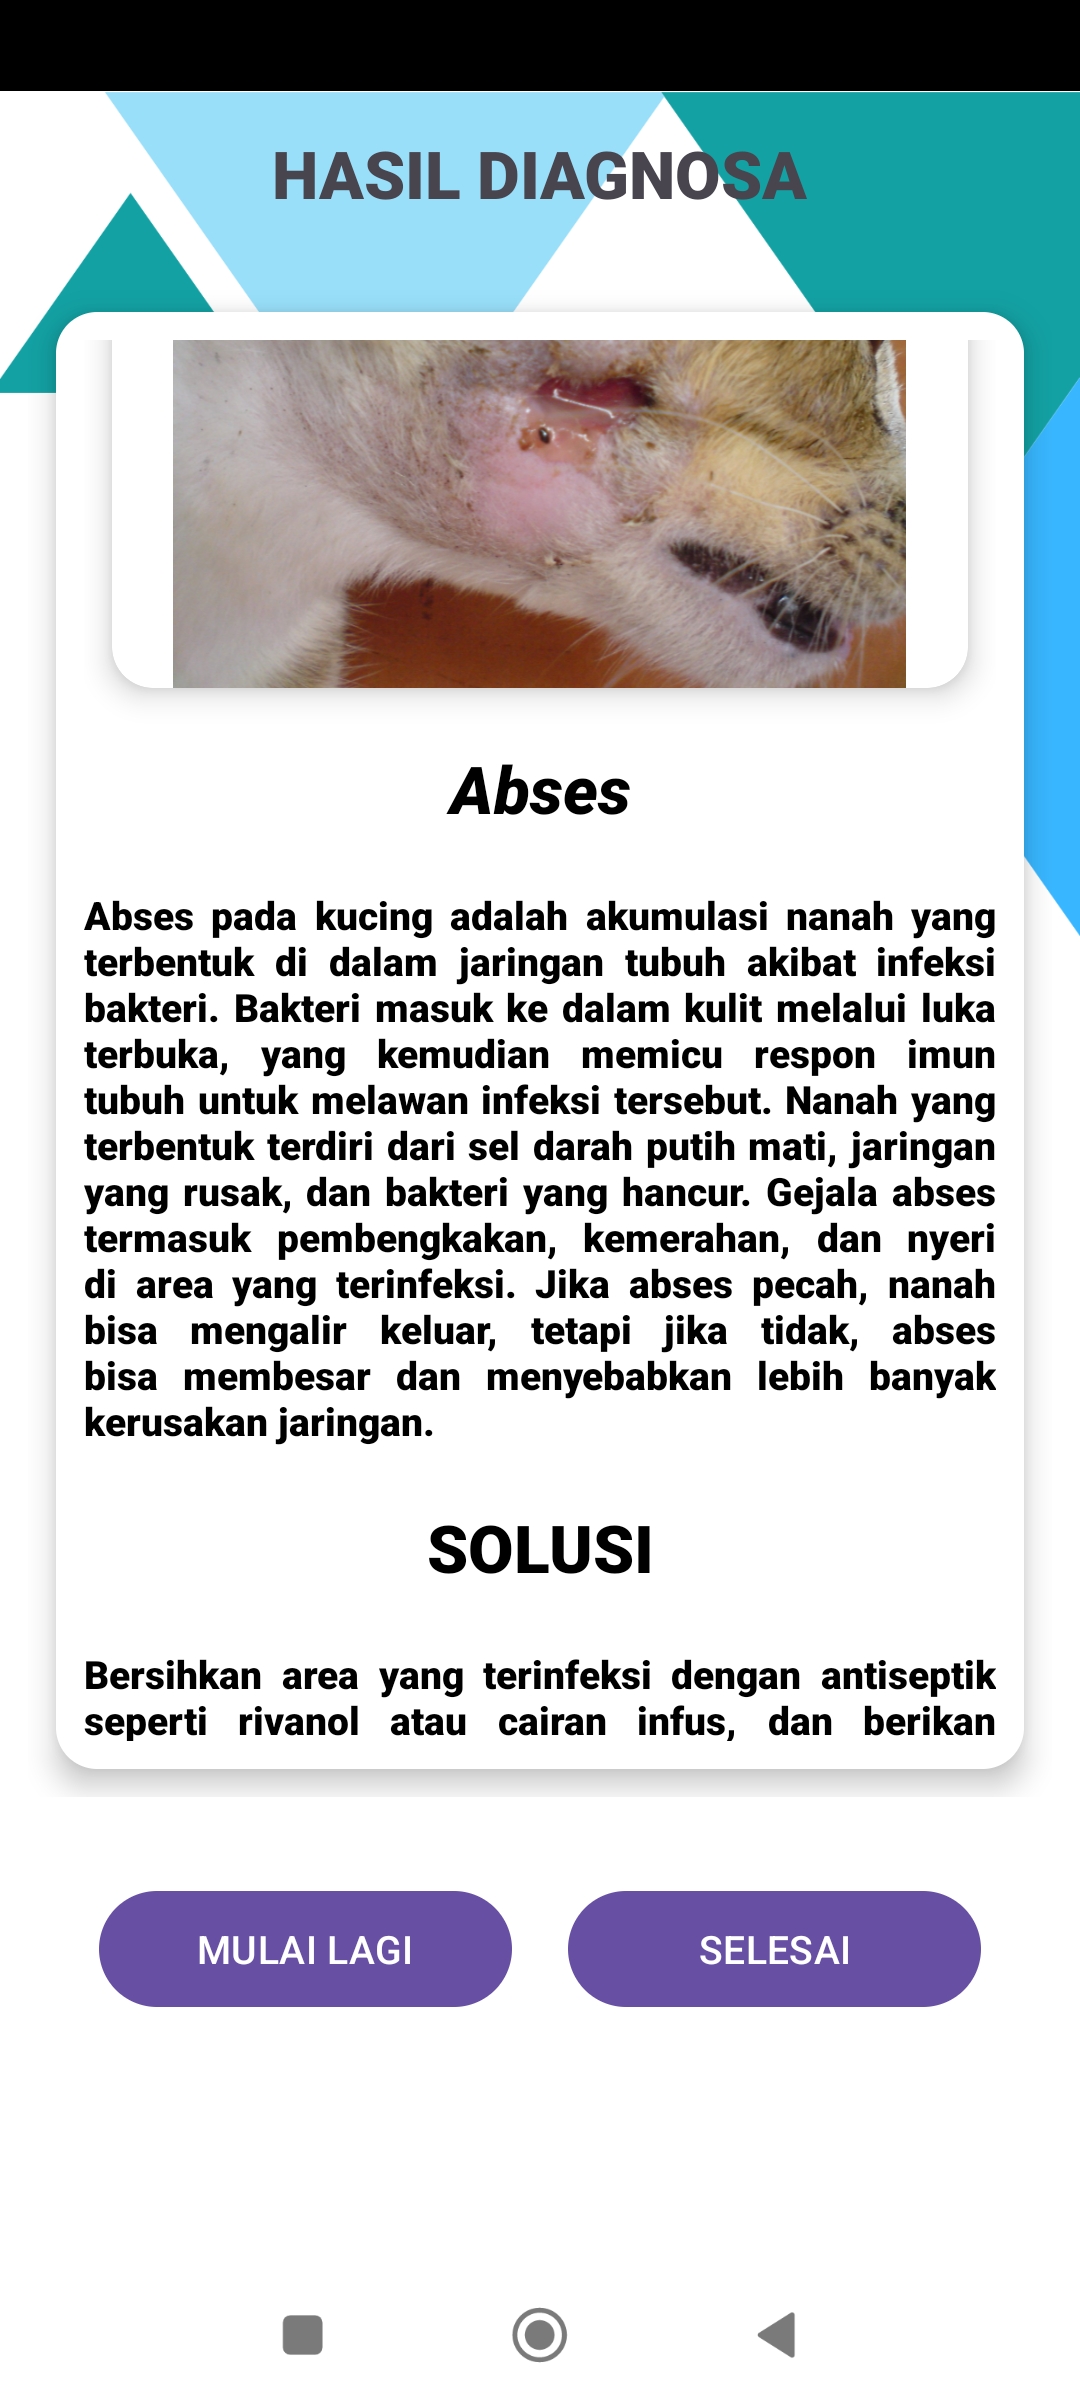 HASIL DIAGNOSA
Abses
Abses pada kucing adalah akumulasi nanah yang
terbentuk di dalam jaringan tubuh akibat infeksi
bakteri. Bakteri masuk ke dalam kulit melalui luka
terbuka, yang kemudian memicu respon imun
tubuh untuk melawan infeksi tersebut. Nanah yang
terbentuk terdiri dari sel darah putih mati, jaringan
yang rusak, dan bakteri yang hancur. Gejala abses
termasuk pembengkakan, kemerahan, dan nyeri
di area yang terinfeksi. Jika abses pecah, nanah
bisa mengalir keluar, tetapi jika tidak, abses
bisa membesar dan menyebabkan lebih banyak
kerusakan jaringan.
SOLUSI
Bersihkan area yang terinfeksi dengan antiseptik
seperti rivanol atau cairan infus, dan berikan
MULAI LAGI
SELESAI